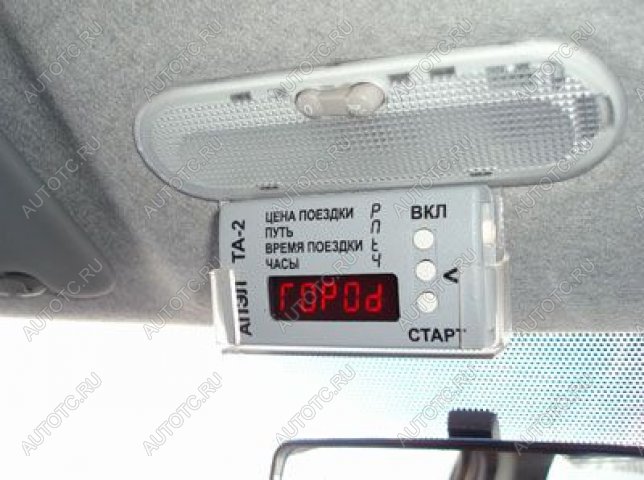 ЦЕНА ПОЕЗДКИ P
ПУТЬ П
ВРЕМЯ ПОЕЗДКИ t
ЧАСЫ Ч
ВКЛ
<
СТАРТ
АПЭЛ ТА-2
ГОРОd
AUTOTC.RU